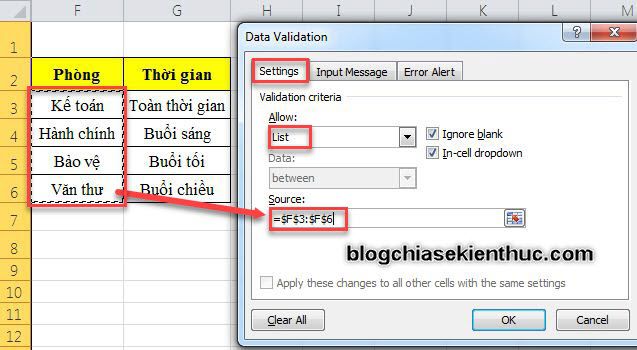 F G H I J K L
1
2 Phòng Thời gian
3 Kế toán Toàn thời gian
4 Hành chính Buổi sáng
5 Bảo vệ Buổi tối
6 Văn thư Buổi chiều
7
8
9
10
11
12
13
14
Data Validation
Settings Input Message Error Alert
Validation criteria
Allow:
List Ignore blank
Data: In-cell dropdown
between
Source:
=$F$3:$F$6
blogchiasekienthuc.com
Apply these changes to all other cells with the same settings
Clear All OK Cancel